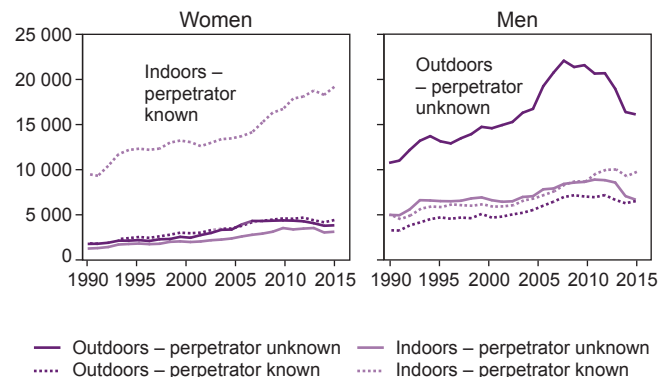 Women
Men
25 000
20 000
15 000
10 000
5 000
0
Indoors –
perpetrator
known
Outdoors
– perpetrator
unknown
1990 1995 2000 2005 2010 2015
1990 1995 2000 2005 2010 2015
Outdoors – perpetrator unknown
Indoors – perpetrator unknown
Outdoors – perpetrator known
Indoors – perpetrator known